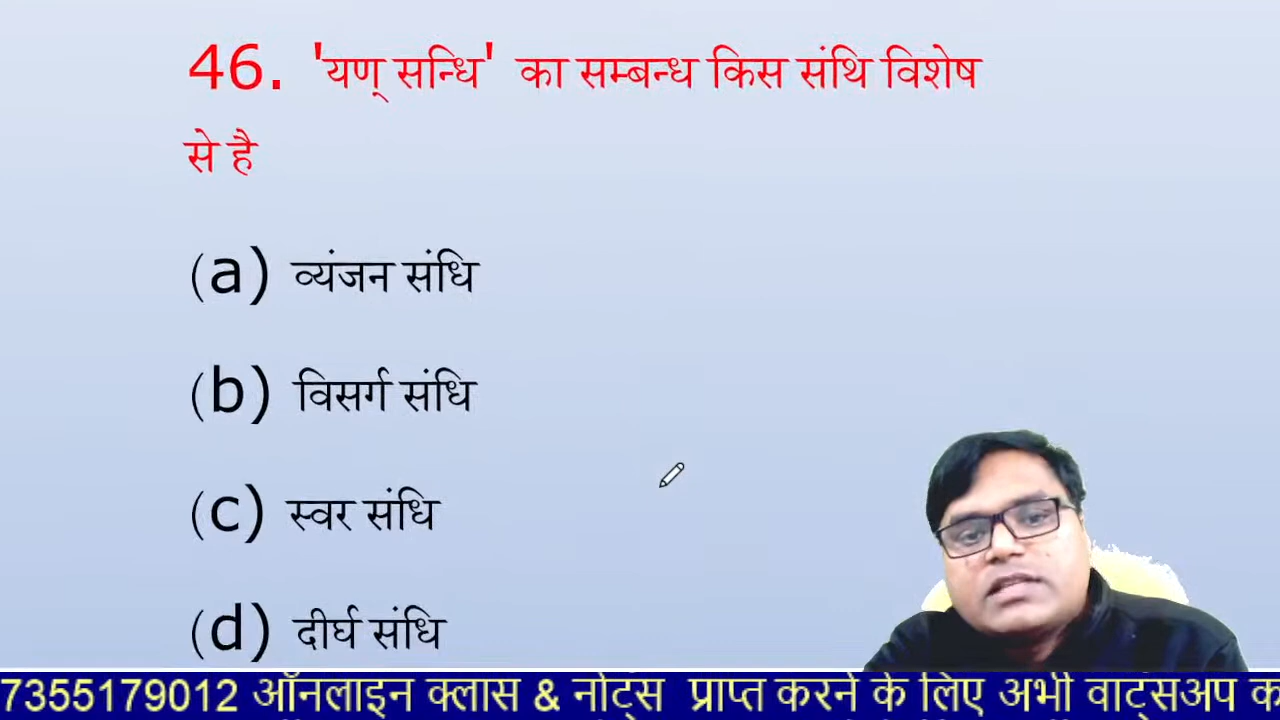 46. 'यण् सन्धि' का सम्बन्ध किस संथि विशेष
से है
(a) व्यंजन संधि
(b) विसर्ग संधि
(c) स्वर संधि
(d) दीर्घ संधि
7355179012 ऑनलाइन क्लास & नोट्स प्राप्त करने के लिए अभी वाट्सअप क